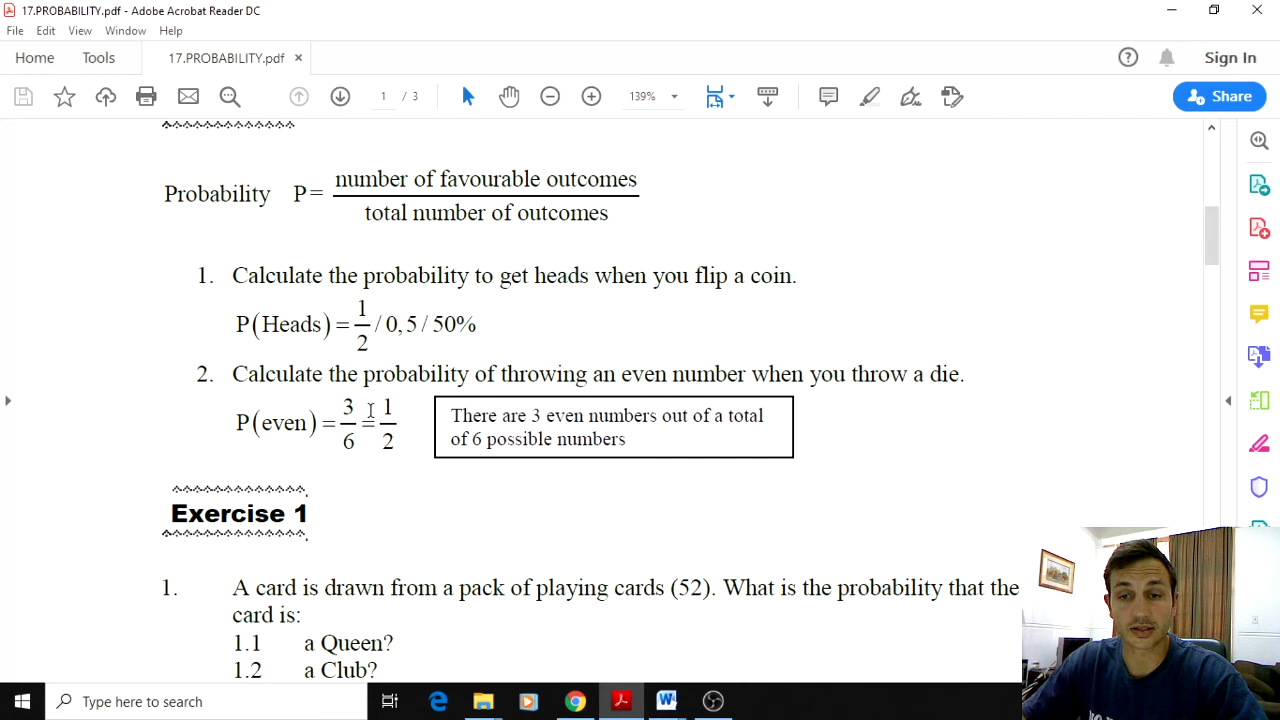 17.PROBABILITY.pdf - Adobe Acrobat Reader DC
File Edit View Window Help
Home Tools 17.PROBABILITY.pdf × Sign In
1 / 3 139% Share
Probability P = number of favourable outcomes / total number of outcomes
1. Calculate the probability to get heads when you flip a coin.
P(Heads) = 1/2 / 0,5 / 50%
2. Calculate the probability of throwing an even number when you throw a die.
P(even) = 3/6 = 1/2
There are 3 even numbers out of a total
of 6 possible numbers
Exercise 1
1. A card is drawn from a pack of playing cards (52). What is the probability that the
card is:
1.1 a Queen?
1.2 a Club?
Type here to search